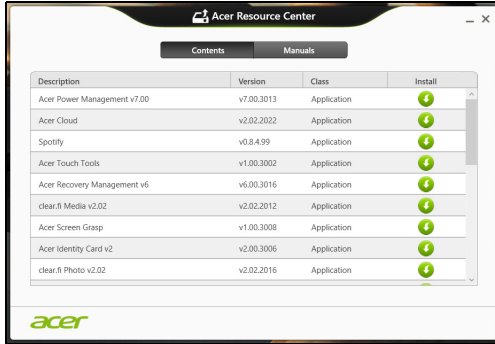 Acer Resource Center
Contents Manuals
Description Version Class Install
Acer Power Management v7.00 v7.00.3013 Application
Acer Cloud v2.02.2022 Application
Spotify v0.8.4.99 Application
Acer Touch Tools v1.00.3002 Application
Acer Recovery Management v6 v6.00.3016 Application
clear.fi Media v2.02 v2.02.2012 Application
Acer Screen Grasp v1.00.3008 Application
Acer Identity Card v2 v2.00.3006 Application
clear.fi Photo v2.02 v2.02.2016 Application
acer